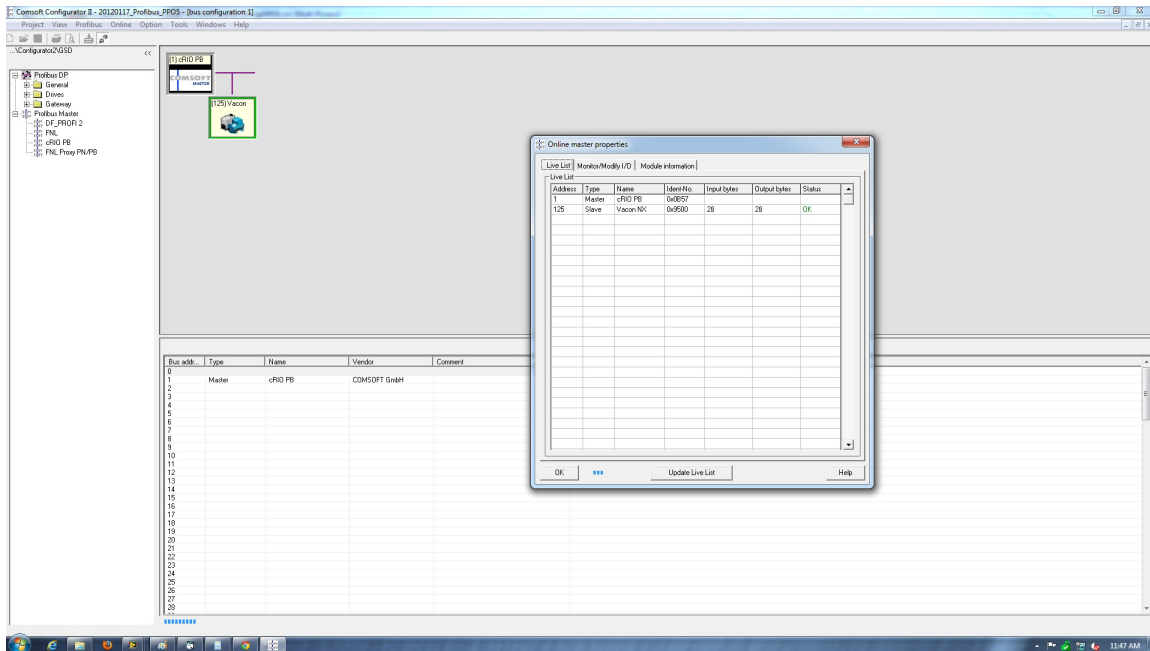 Comsoft Configurator II - 20120117_Profibus_PPO5 - [bus configuration 1]
Project View Profibus Online Option Tools Windows Help
...\Configurator2\GSD <<
Profibus DP
General
Drives
Gateway
Profibus Master
DF_PROFI 2
FNL
cRIO PB
FNL Proxy PN/PB
(1) cRIO PB
COMSOFT
MASTER
(125) Vacon
Online master properties
Live List Monitor/Modify I/O Module information
Live List
Address Type Name Ident-No. Input bytes Output bytes Status
1 Master cRIO PB 0x0B57
125 Slave Vacon NX 0x9500 28 28 OK
OK Update Live List Help
Bus addr... Type Name Vendor Comment
0
1 Master cRIO PB COMSOFT GmbH
2
3
4
5
6
7
8
9
10
11
12
13
14
15
16
17
18
19
20
21
22
23
24
25
26
27
28
11:47 AM